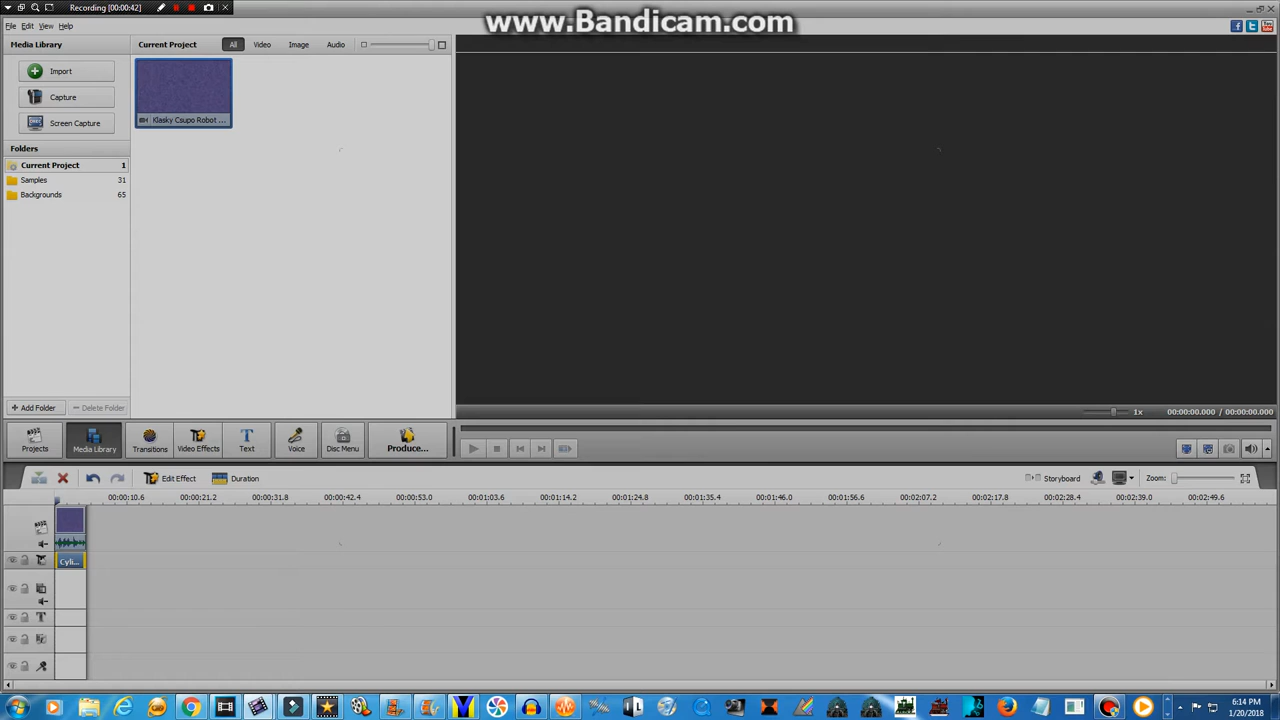 Recording [00:00:42]
www.Bandicam.com
File Edit View Help
Media Library
Current Project All Video Image Audio
Import
Capture
Screen Capture
Klasky Csupo Robot ...
Folders
Current Project 1
Samples 31
Backgrounds 65
Add Folder Delete Folder
1x 00:00:00.000 / 00:00:00.000
Projects Media Library Transitions Video Effects Text Voice Disc Menu Produce...
Edit Effect Duration Storyboard Zoom:
00:00:10.6 00:00:21.2 00:00:31.8 00:00:42.4 00:00:53.0 00:01:03.6 00:01:14.2 00:01:24.8 00:01:35.4 00:01:46.0 00:01:56.6 00:02:07.2 00:02:17.8 00:02:28.4 00:02:39.0 00:02:49.6
Cyli...
6:14 PM
1/20/2018